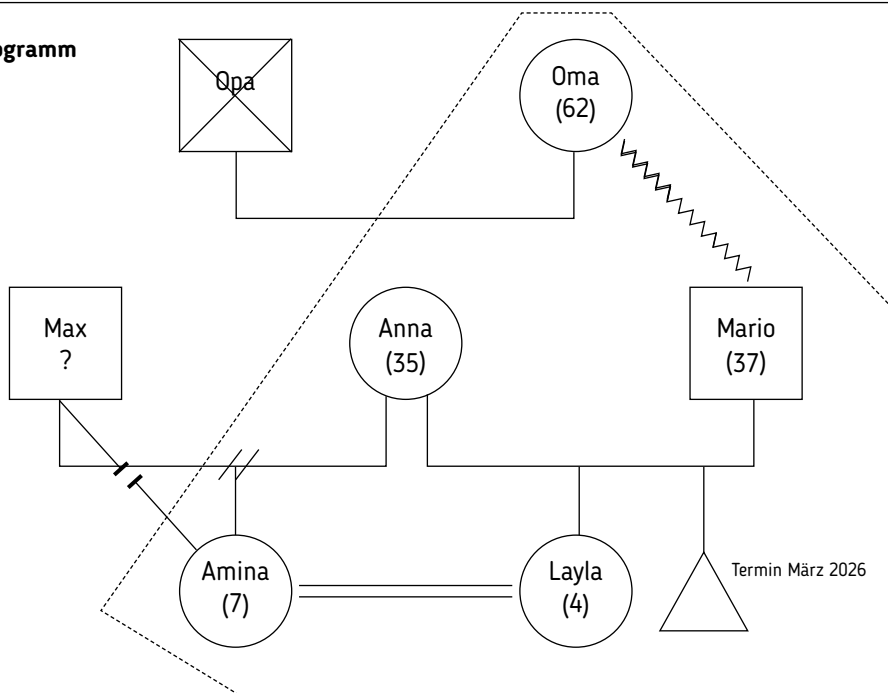 ogramm
Opa
Oma
(62)
Max
?
Anna
(35)
Mario
(37)
Amina
(7)
Layla
(4)
Termin März 2026